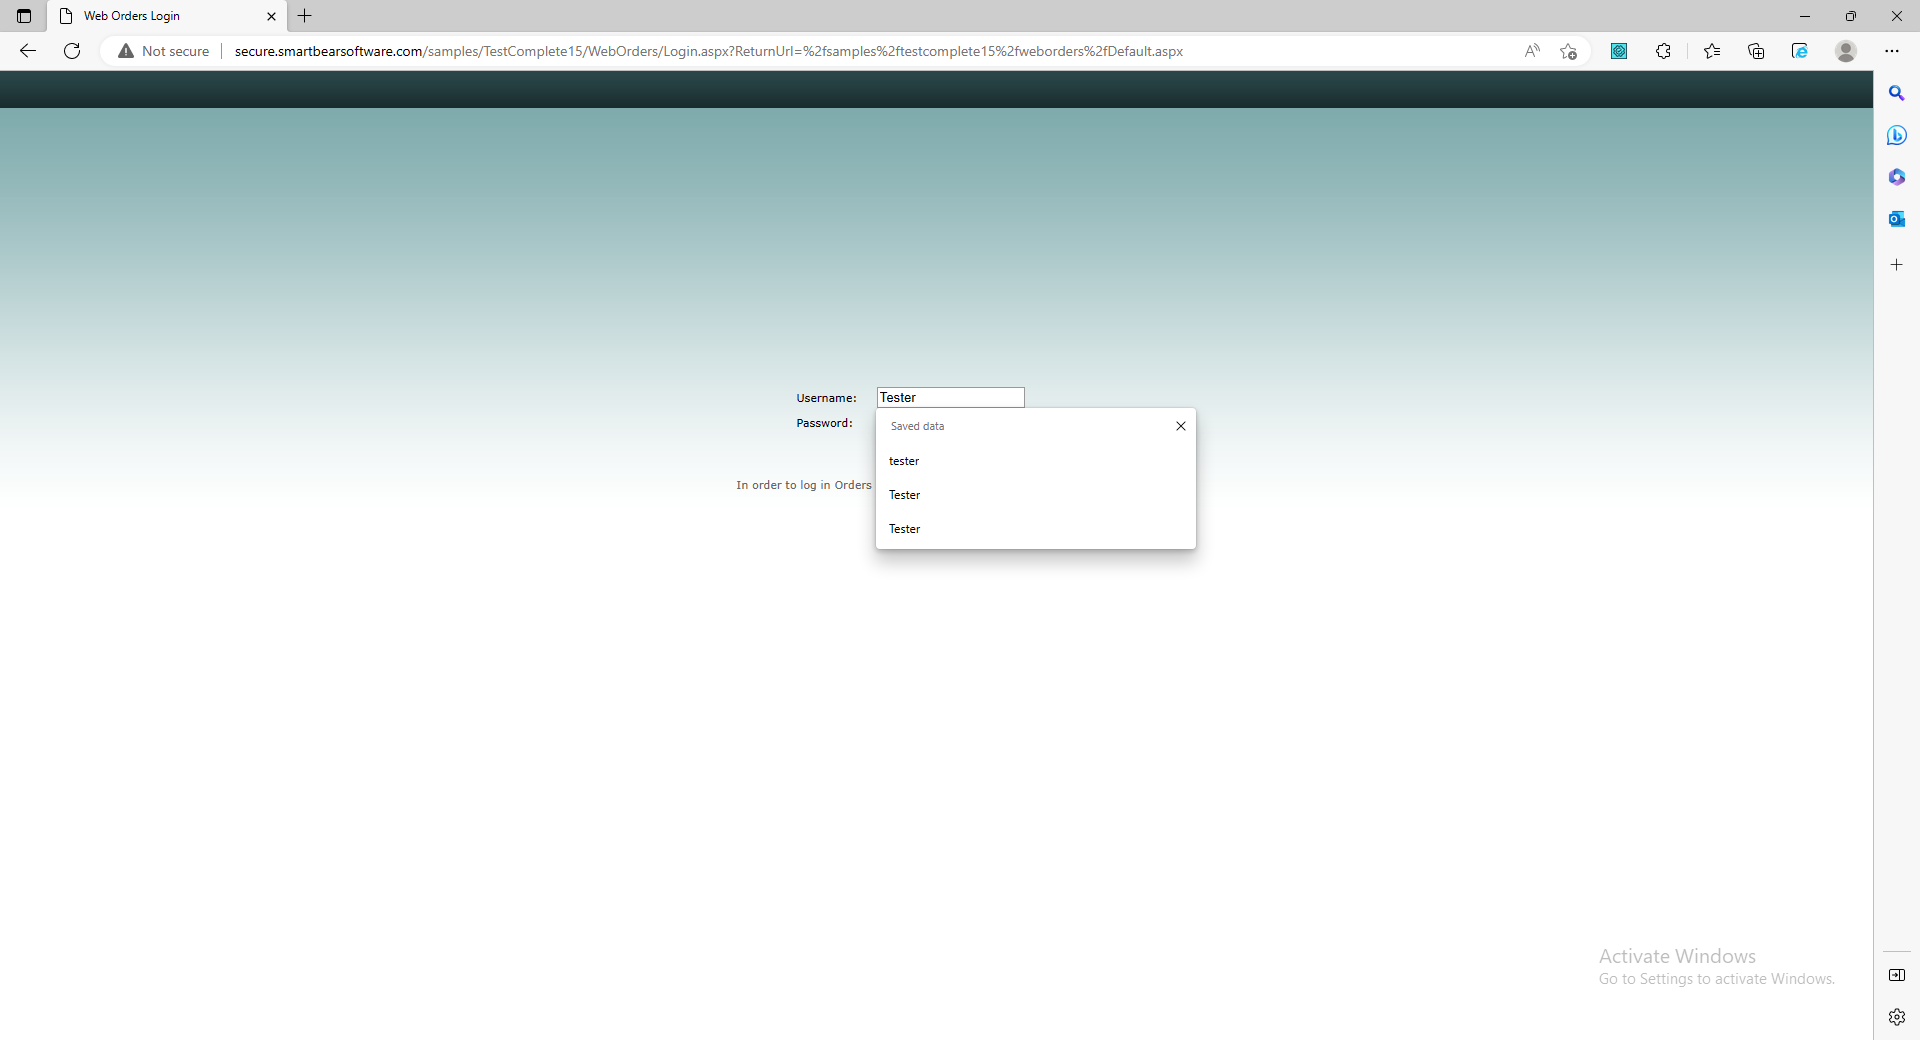 Web Orders Login
Not secure
secure.smartbearsoftware.com/samples/TestComplete15/WebOrders/Login.aspx?ReturnUrl=%2fsamples%2ftestcomplete15%2fweborders%2fDefault.aspx
Username:
Tester
Password:
Saved data
tester
In order to log in Orders
Tester
Tester
Activate Windows
Go to Settings to activate Windows.